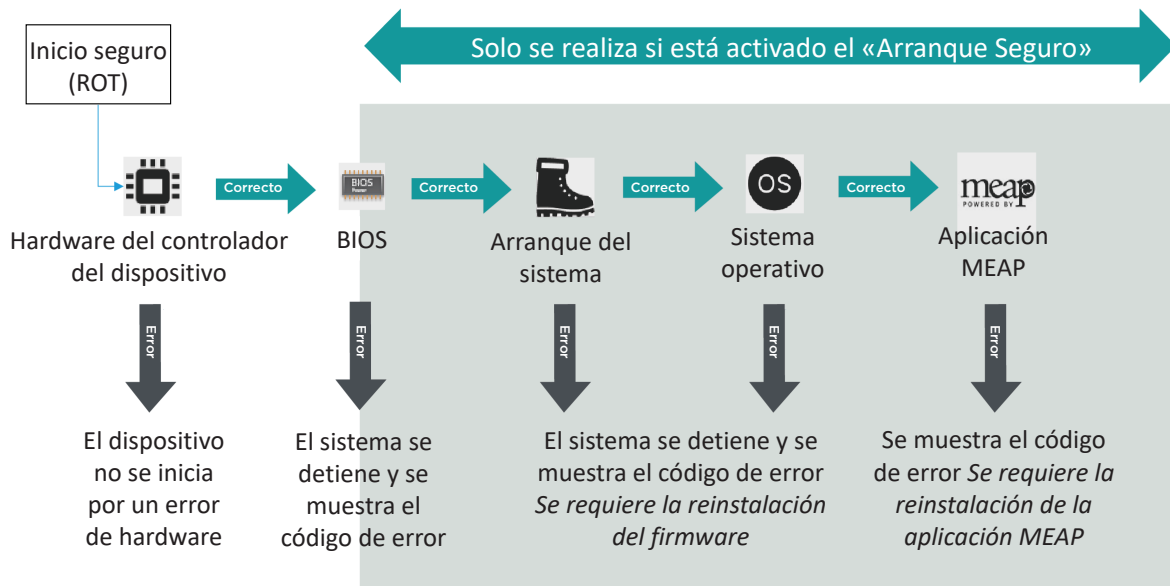 Inicio seguro
(ROT)
Solo se realiza si está activado el «Arranque Seguro»
Correcto
BIOS
Power
Correcto
Correcto
OS
Correcto
meap
POWERED BY
Hardware del controlador
del dispositivo
BIOS
Arranque del
sistema
Sistema
operativo
Aplicación
MEAP
Error
Error
Error
Error
Error
El dispositivo
no se inicia
por un error
de hardware
El sistema se
detiene y se
muestra el
código de error
El sistema se detiene y se
muestra el código de error
Se requiere la reinstalación
del firmware
Se muestra el código
de error Se requiere la
reinstalación de la
aplicación MEAP